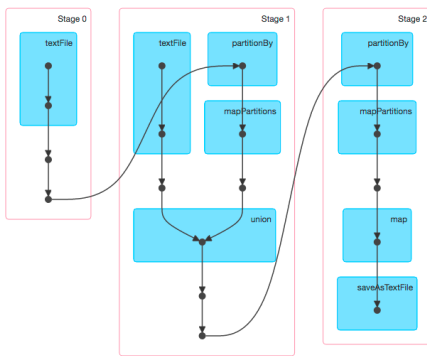 Stage 0
textFile
Stage 1
textFile
partitionBy
mapPartitions
union
Stage 2
partitionBy
mapPartitions
map
saveAsTextFile